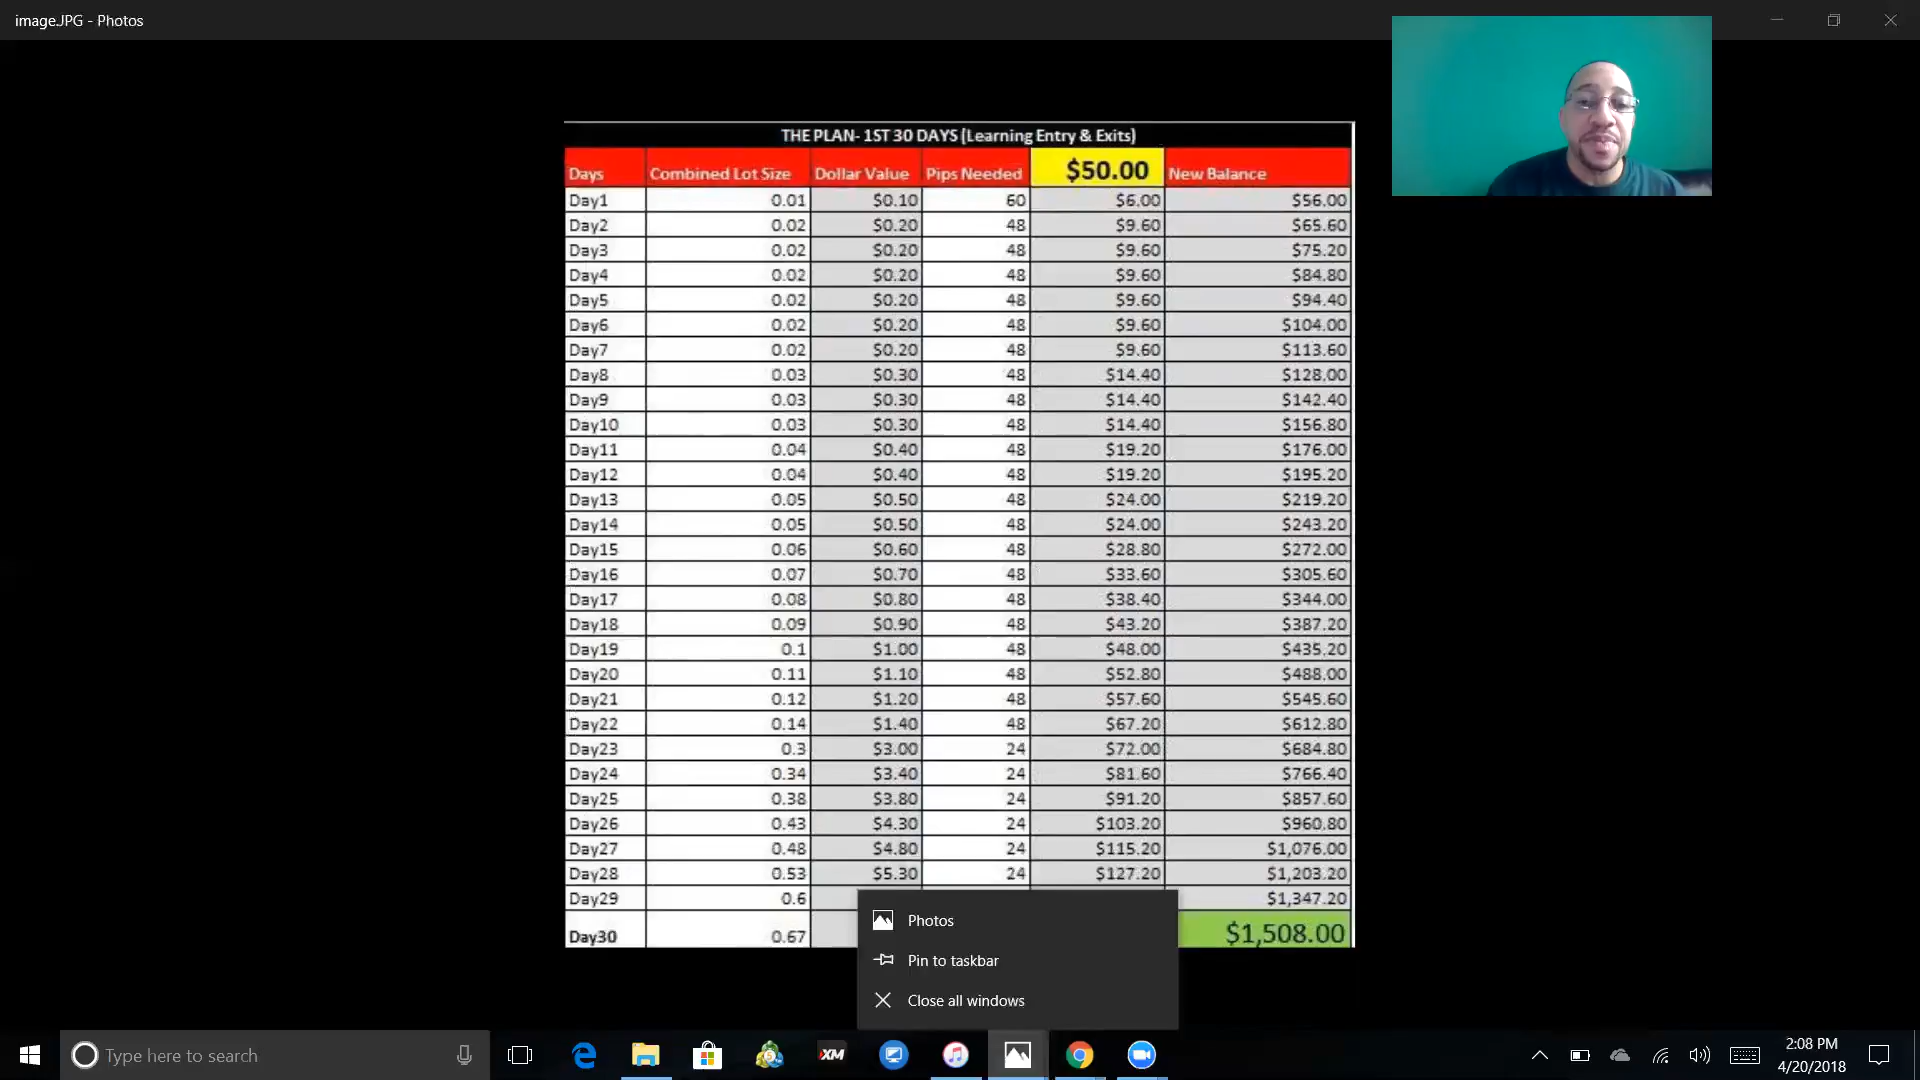 image.JPG - Photos
THE PLAN- 1ST 30 DAYS (Learning Entry & Exits)
Days Combined Lot Size Dollar Value Pips Needed $50.00 New Balance
Day1 0.01 $0.10 60 $6.00 $56.00
Day2 0.02 $0.20 48 $9.60 $65.60
Day3 0.02 $0.20 48 $9.60 $75.20
Day4 0.02 $0.20 48 $9.60 $84.80
Day5 0.02 $0.20 48 $9.60 $94.40
Day6 0.02 $0.20 48 $9.60 $104.00
Day7 0.02 $0.20 48 $9.60 $113.60
Day8 0.03 $0.30 48 $14.40 $128.00
Day9 0.03 $0.30 48 $14.40 $142.40
Day10 0.03 $0.30 48 $14.40 $156.80
Day11 0.04 $0.40 48 $19.20 $176.00
Day12 0.04 $0.40 48 $19.20 $195.20
Day13 0.05 $0.50 48 $24.00 $219.20
Day14 0.05 $0.50 48 $24.00 $243.20
Day15 0.06 $0.60 48 $28.80 $272.00
Day16 0.07 $0.70 48 $33.60 $305.60
Day17 0.08 $0.80 48 $38.40 $344.00
Day18 0.09 $0.90 48 $43.20 $387.20
Day19 0.1 $1.00 48 $48.00 $435.20
Day20 0.11 $1.10 48 $52.80 $488.00
Day21 0.12 $1.20 48 $57.60 $545.60
Day22 0.14 $1.40 48 $67.20 $612.80
Day23 0.3 $3.00 24 $72.00 $684.80
Day24 0.34 $3.40 24 $81.60 $766.40
Day25 0.38 $3.80 24 $91.20 $857.60
Day26 0.43 $4.30 24 $103.20 $960.80
Day27 0.48 $4.80 24 $115.20 $1,076.00
Day28 0.53 $5.30 24 $127.20 $1,203.20
Day29 0.6 $1,347.20
Day30 0.67 $1,508.00
Photos
Pin to taskbar
Close all windows
Type here to search
XM
2:08 PM
4/20/2018